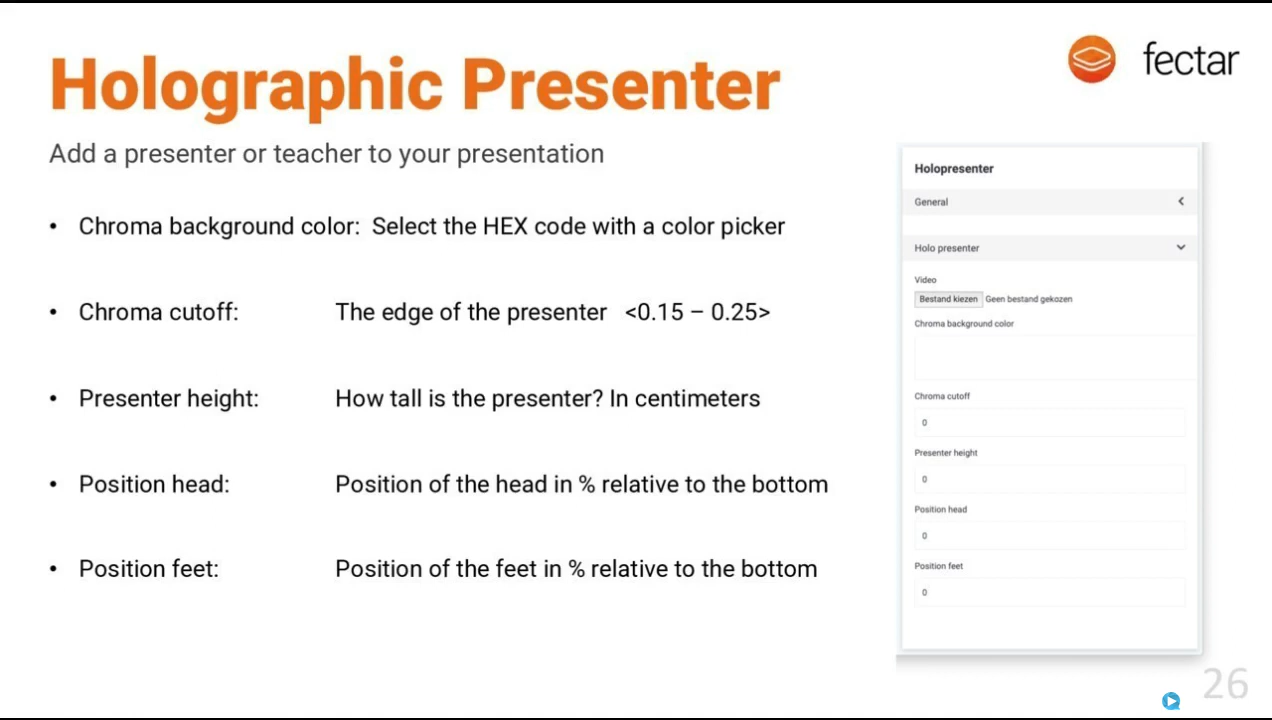 Holographic Presenter
fectar
Add a presenter or teacher to your presentation
• Chroma background color: Select the HEX code with a color picker
• Chroma cutoff: The edge of the presenter <0.15 – 0.25>
• Presenter height: How tall is the presenter? In centimeters
• Position head: Position of the head in % relative to the bottom
• Position feet: Position of the feet in % relative to the bottom
Holopresenter
General
Holo presenter
Video
Bestand kiezen Geen bestand gekozen
Chroma background color
Chroma cutoff
0
Presenter height
0
Position head
0
Position feet
0
26